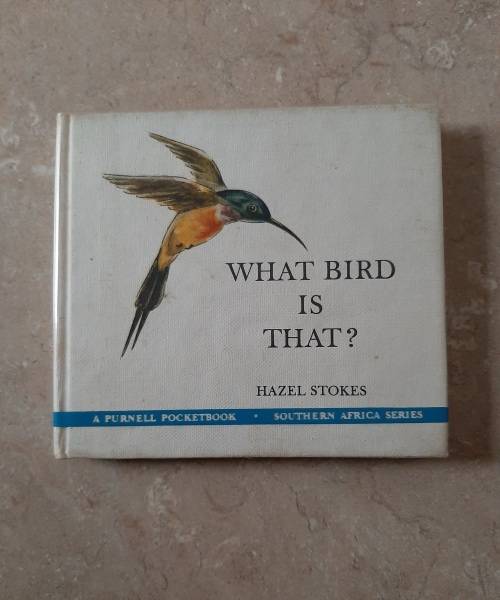 WHAT BIRD
IS
THAT?
HAZEL STOKES
A PURNELL POCKETBOOK • SOUTHERN AFRICA SERIES